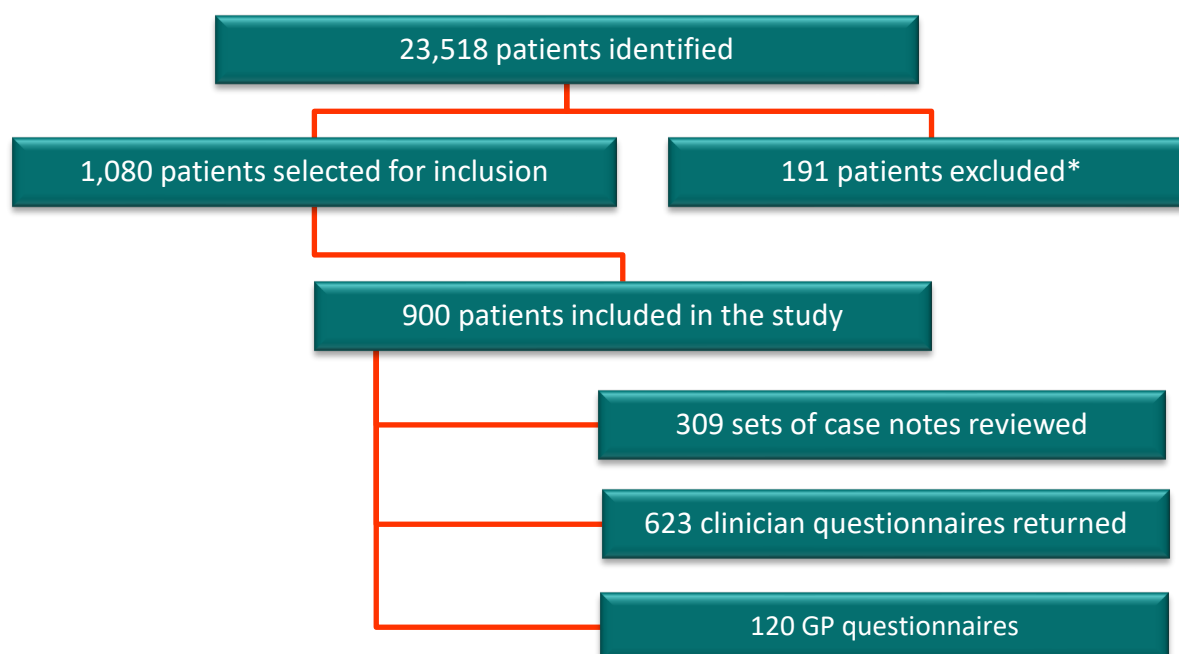 23,518 patients identified
1,080 patients selected for inclusion
191 patients excluded*
900 patients included in the study
309 sets of case notes reviewed
623 clinician questionnaires returned
120 GP questionnaires